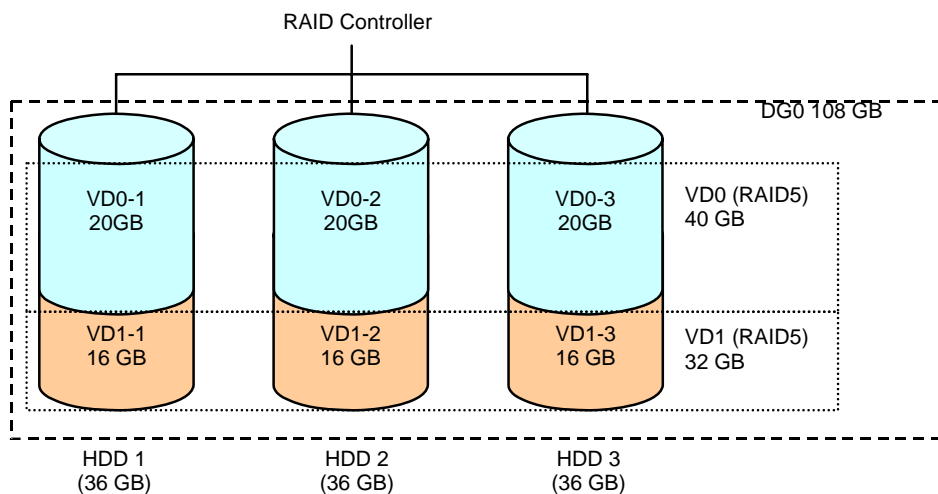 RAID Controller
DG0 108 GB
VD0-1
20GB
VD0-2
20GB
VD0-3
20GB
VD0 (RAID5)
40 GB
VD1-1
16 GB
VD1-2
16 GB
VD1-3
16 GB
VD1 (RAID5)
32 GB
HDD 1
(36 GB)
HDD 2
(36 GB)
HDD 3
(36 GB)